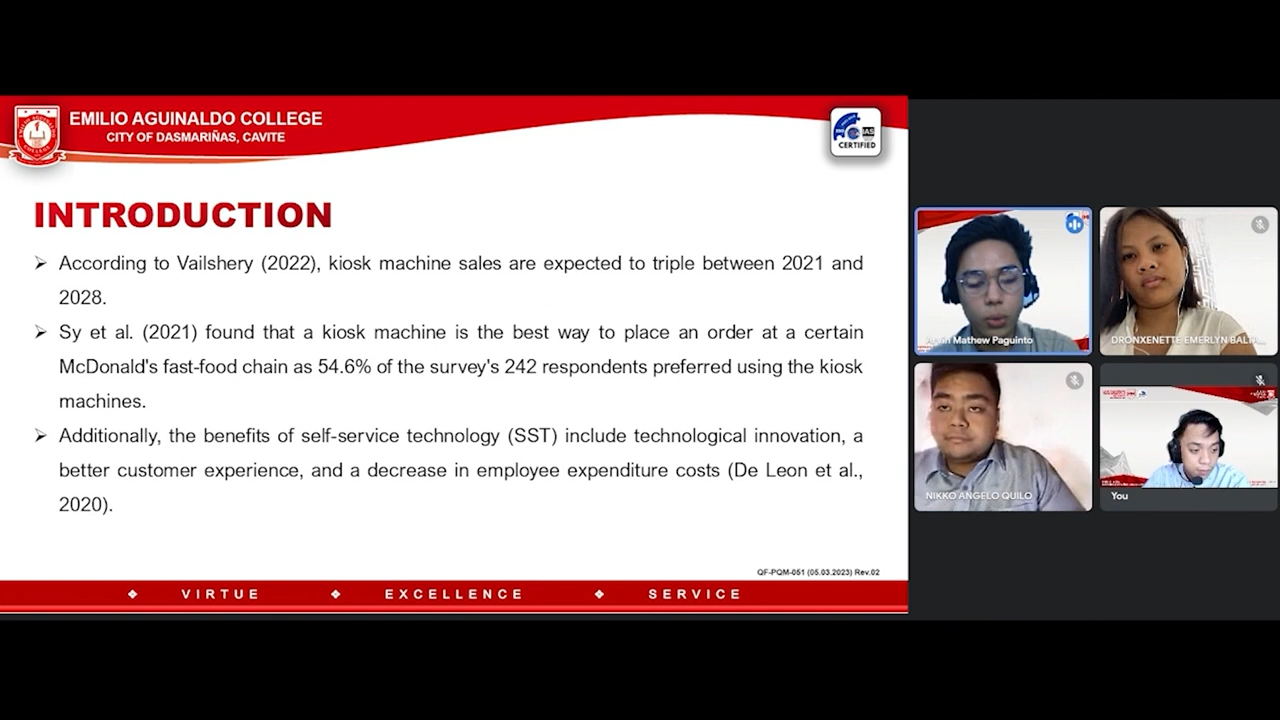 EMILIO AGUINALDO COLLEGE
CITY OF DASMARIÑAS, CAVITE
IAS
CERTIFIED
INTRODUCTION
➢ According to Vailshery (2022), kiosk machine sales are expected to triple between 2021 and
2028.
➢ Sy et al. (2021) found that a kiosk machine is the best way to place an order at a certain
McDonald's fast-food chain as 54.6% of the survey's 242 respondents preferred using the kiosk
machines.
➢ Additionally, the benefits of self-service technology (SST) include technological innovation, a
better customer experience, and a decrease in employee expenditure costs (De Leon et al.,
2020).
QF-PQM-051 (05.03.2023) Rev.02
❖ VIRTUE ❖ EXCELLENCE ❖ SERVICE
Mathew Paguinto
DRONXENETTE EMERLYN BALTA...
NIKKO ANGELO QUILO
You